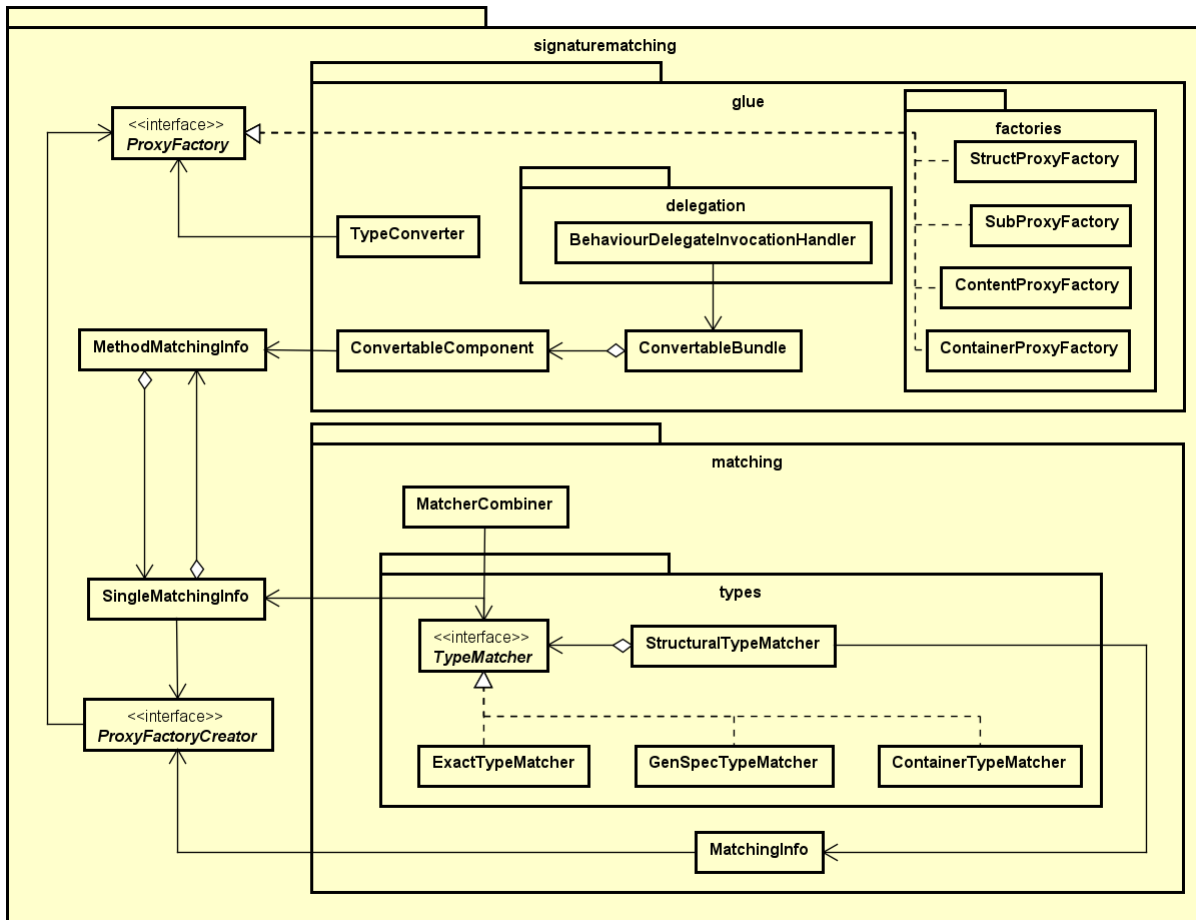 signaturematching
glue
<<interface>>
ProxyFactory
factories
StructProxyFactory
delegation
SubProxyFactory
TypeConverter
BehaviourDelegateInvocationHandler
ContentProxyFactory
MethodMatchingInfo
ConvertableComponent
ConvertableBundle
ContainerProxyFactory
matching
MatcherCombiner
types
SingleMatchingInfo
<<interface>>
TypeMatcher
StructuralTypeMatcher
<<interface>>
ProxyFactoryCreator
ExactTypeMatcher
GenSpecTypeMatcher
ContainerTypeMatcher
MatchingInfo